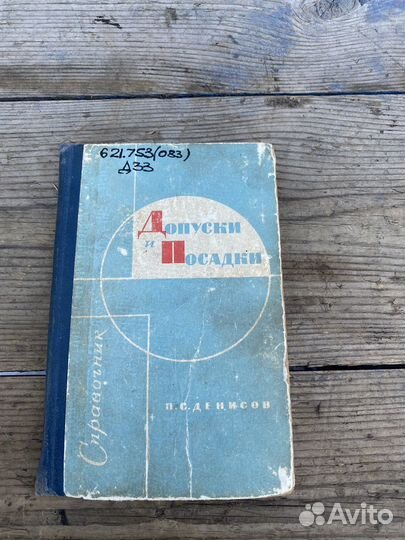 621.753(083)
Д33
Допуски
и
Посадки
Справочник
П.С.ДЕНИСОВ
Avito